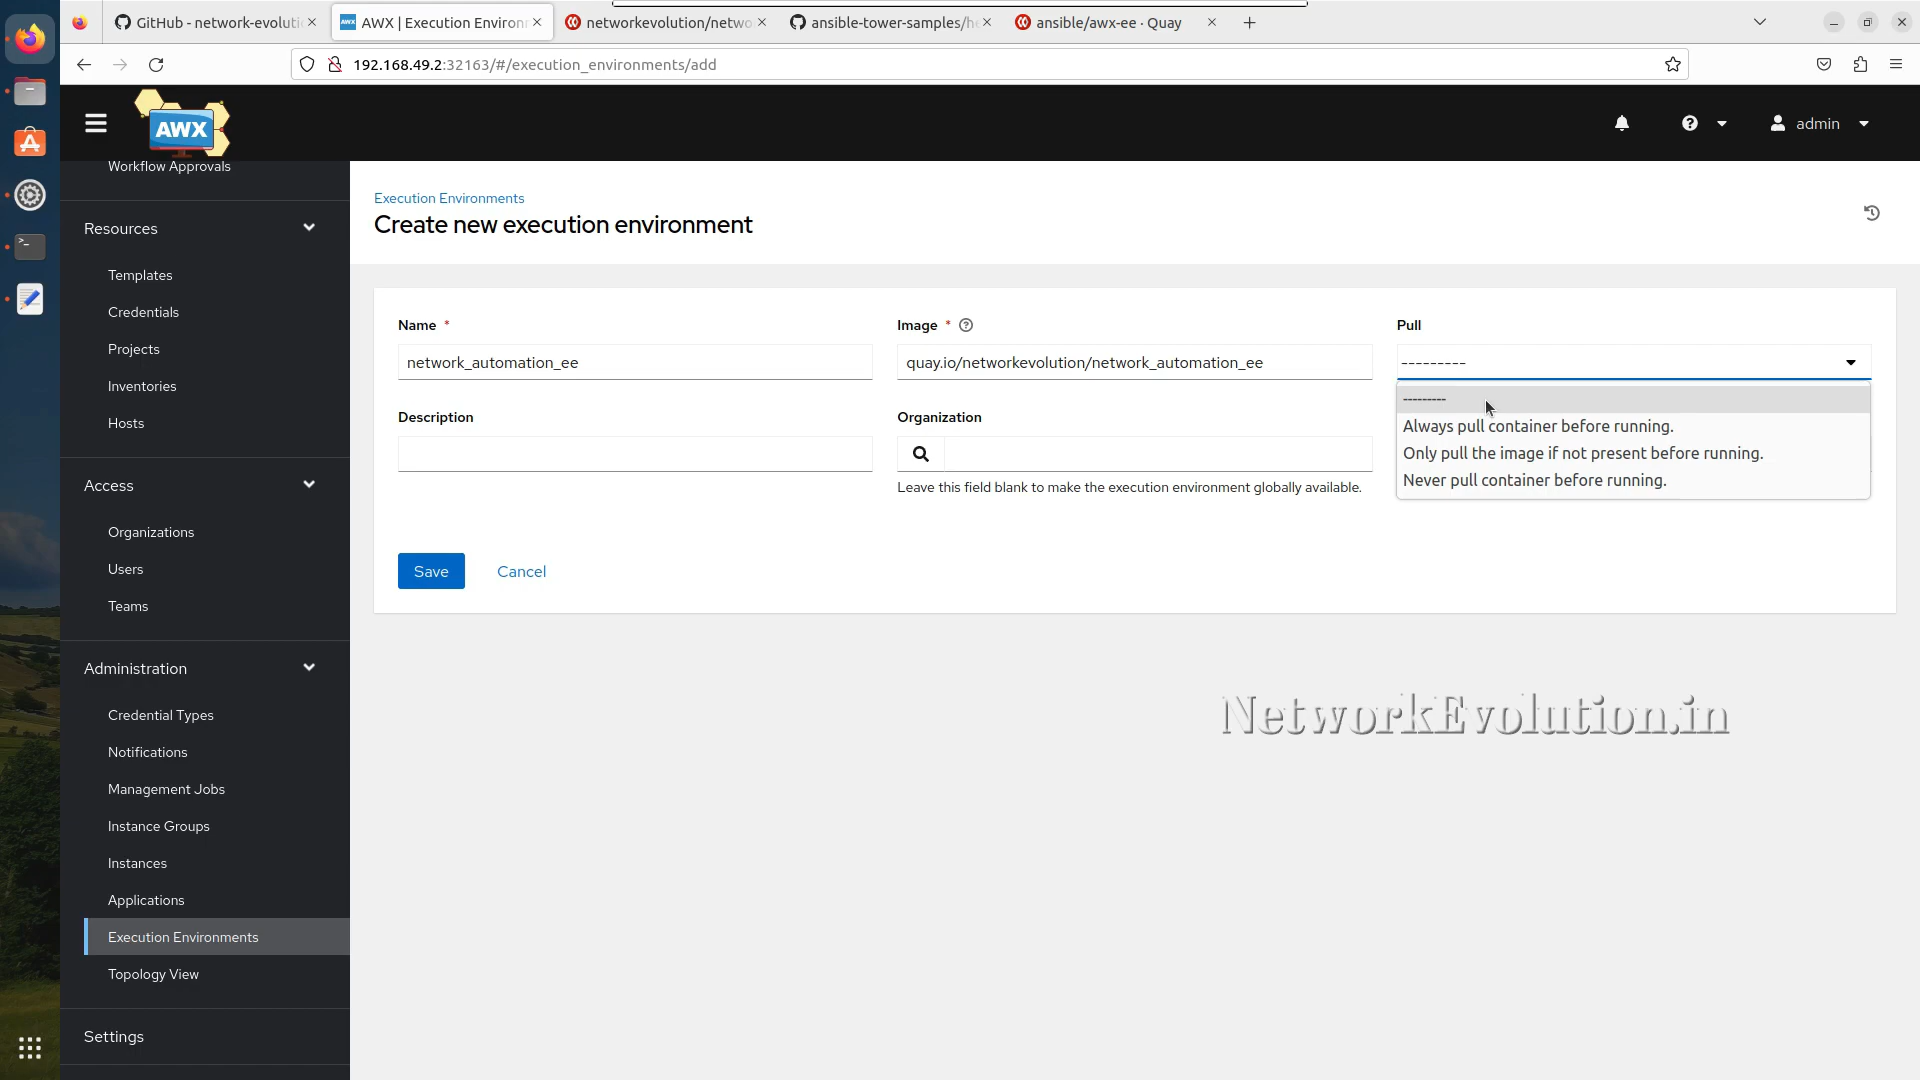 GitHub - network-evoluti
AWX | Execution Environ
networkevolution/netwo
ansible-tower-samples/he
ansible/awx-ee · Quay
192.168.49.2:32163/#/execution_environments/add
AWX
admin
Workflow Approvals
Resources
Templates
Credentials
Projects
Inventories
Hosts
Access
Organizations
Users
Teams
Administration
Credential Types
Notifications
Management Jobs
Instance Groups
Instances
Applications
Execution Environments
Topology View
Settings
Execution Environments
Create new execution environment
Name *
network_automation_ee
Image *
quay.io/networkevolution/network_automation_ee
Pull
---------
---------
Always pull container before running.
Only pull the image if not present before running.
Never pull container before running.
Description
Organization
Leave this field blank to make the execution environment globally available.
Save
Cancel
NetworkEvolution.in